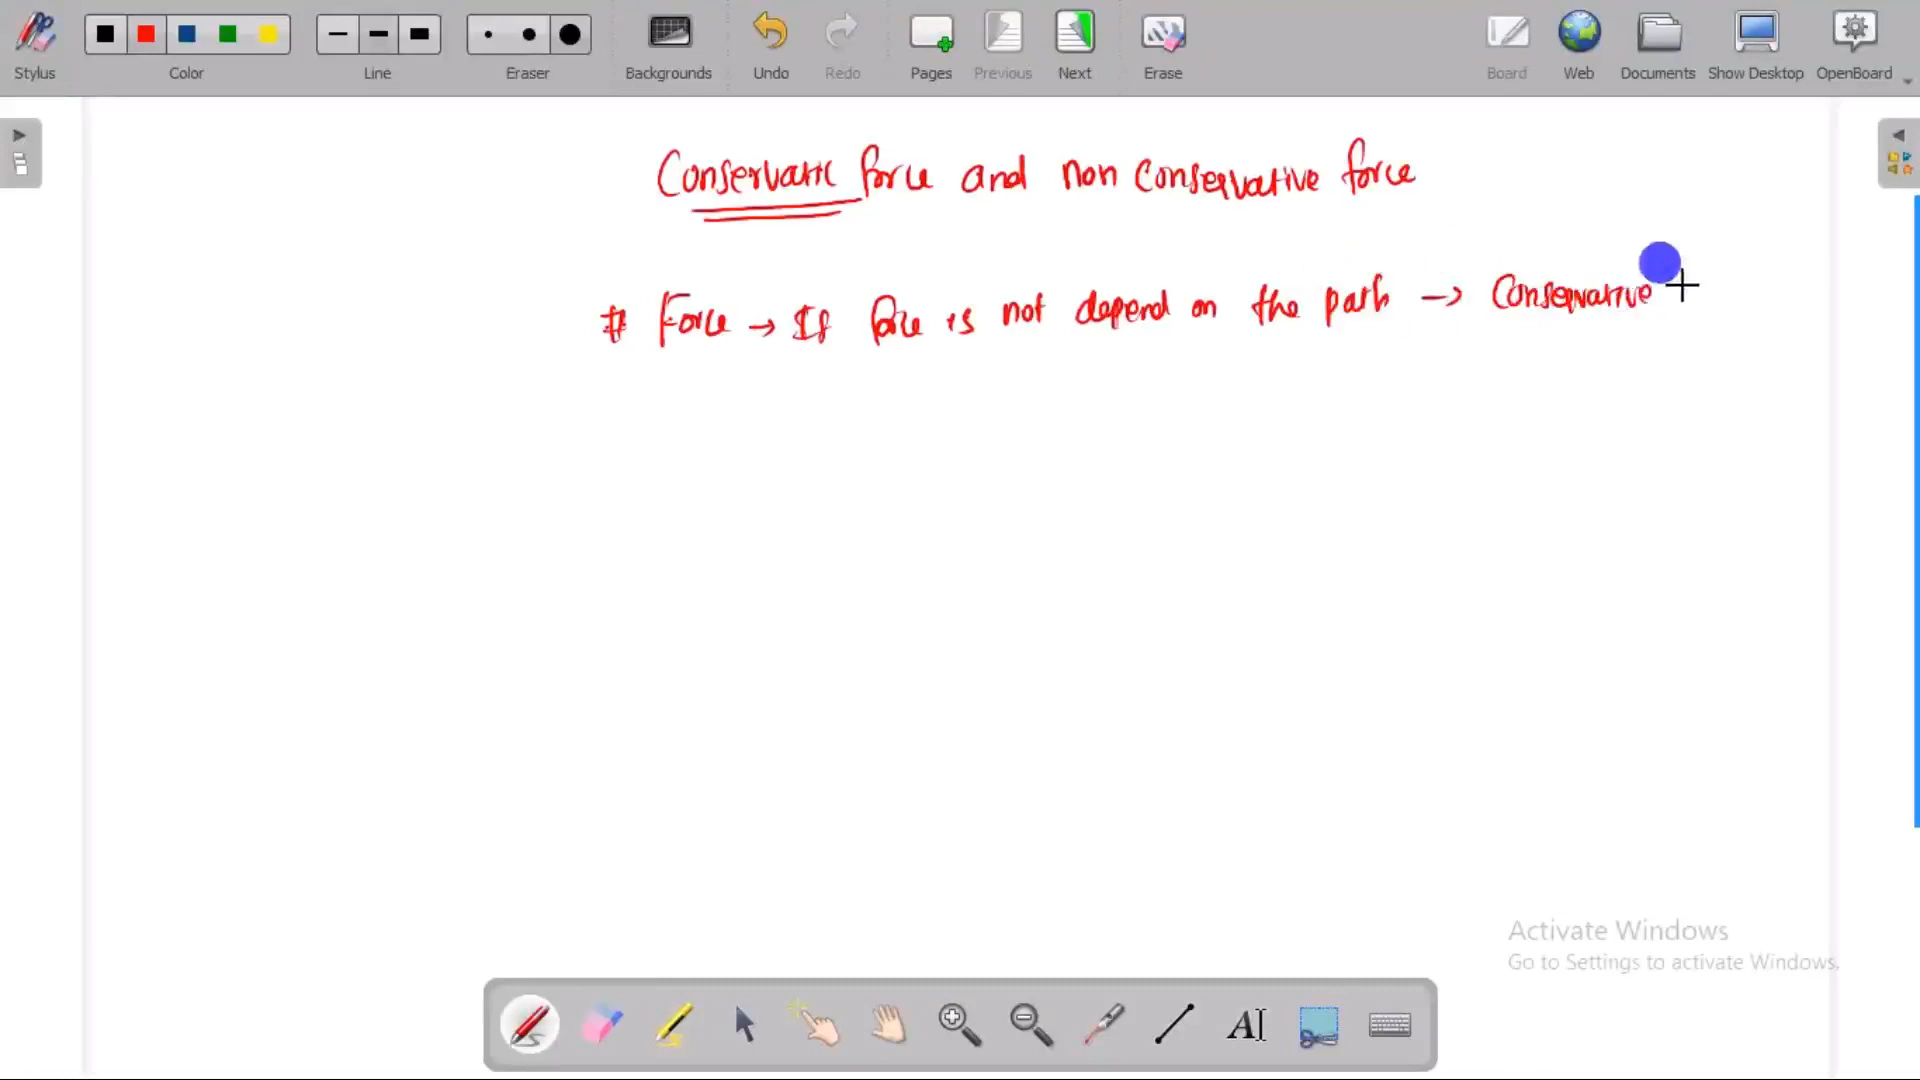 Stylus Color Line Eraser Backgrounds Undo Redo Pages Previous Next Erase Board Web Documents Show Desktop OpenBoard
Conservatic force and non conservative force
# Force → If force is not depend on the path → Conservative
Activate Windows
Go to Settings to activate Windows.
AI